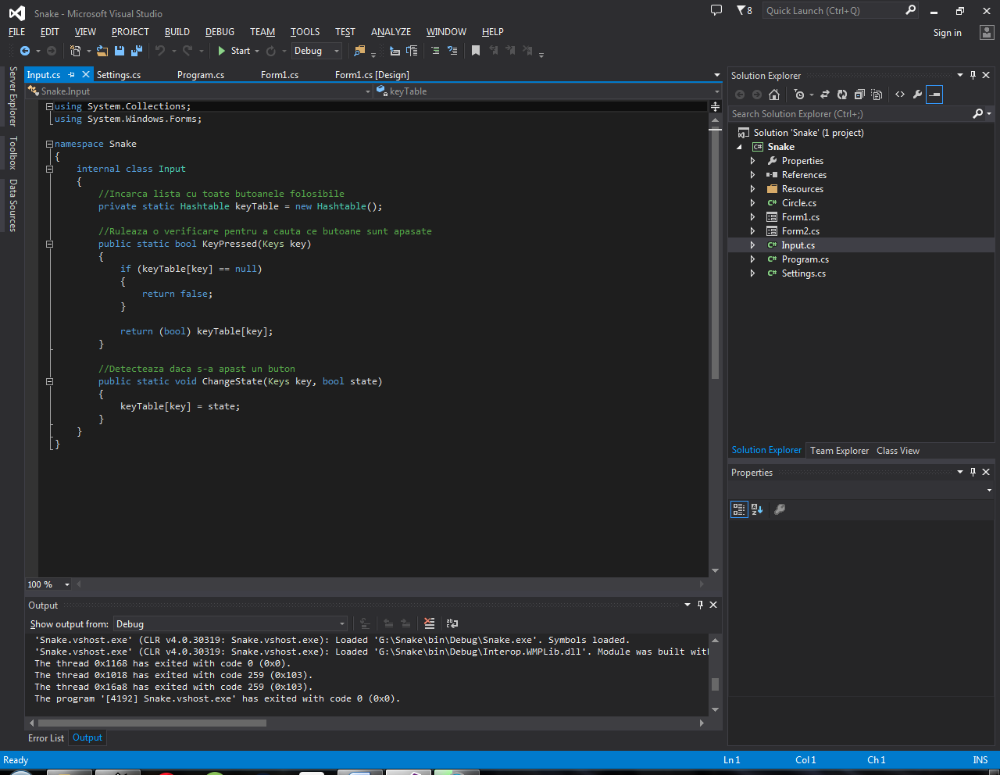 Snake - Microsoft Visual Studio
8
Quick Launch (Ctrl+Q)
FILE EDIT VIEW PROJECT BUILD DEBUG TEAM TOOLS TEST ANALYZE WINDOW HELP
Sign in
Start
Debug
Server Explorer
Toolbox
Data Sources
Input.cs Settings.cs Program.cs Form1.cs Form1.cs [Design]
Snake.Input
keyTable
using System.Collections;
using System.Windows.Forms;
namespace Snake
{
internal class Input
{
//Incarca lista cu toate butoanele folosibile
private static Hashtable keyTable = new Hashtable();
//Ruleaza o verificare pentru a cauta ce butoane sunt apasate
public static bool KeyPressed(Keys key)
{
if (keyTable[key] == null)
{
return false;
}
return (bool) keyTable[key];
}
//Detecteaza daca s-a apast un buton
public static void ChangeState(Keys key, bool state)
{
keyTable[key] = state;
}
}
}
100 %
Output
Show output from: Debug
'Snake.vshost.exe' (CLR v4.0.30319: Snake.vshost.exe): Loaded 'G:\Snake\bin\Debug\Snake.exe'. Symbols loaded.
'Snake.vshost.exe' (CLR v4.0.30319: Snake.vshost.exe): Loaded 'G:\Snake\bin\Debug\Interop.WMPLib.dll'. Module was built with
The thread 0x1168 has exited with code 0 (0x0).
The thread 0x1018 has exited with code 259 (0x103).
The thread 0x16a8 has exited with code 259 (0x103).
The program '[4192] Snake.vshost.exe' has exited with code 0 (0x0).
Error List Output
Solution Explorer
Search Solution Explorer (Ctrl+;)
Solution 'Snake' (1 project)
C# Snake
Properties
References
Resources
C# Circle.cs
Form1.cs
Form2.cs
C# Input.cs
C# Program.cs
C# Settings.cs
Solution Explorer Team Explorer Class View
Properties
Ready
Ln 1
Col 1
Ch 1
INS